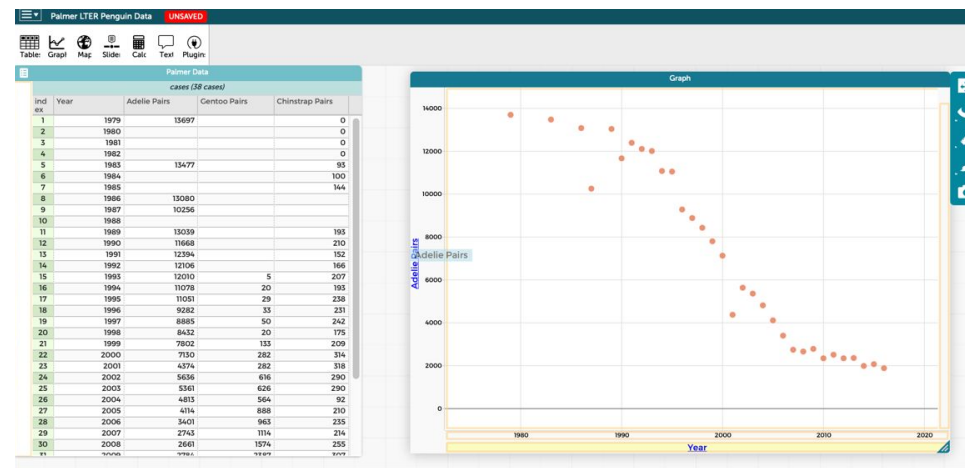 Palmer LTER Penguin Data UNSAVED
Table: Graph Map Slide: Calc Text Plugin:
Palmer Data
cases (38 cases)
index Year Adelie Pairs Gentoo Pairs Chinstrap Pairs
1 1979 13697 0
2 1980 0
3 1981 0
4 1982 0
5 1983 13477 93
6 1984 100
7 1985 144
8 1986 13080
9 1987 10256
10 1988
11 1989 13039 193
12 1990 11668 210
13 1991 12394 152
14 1992 12106 166
15 1993 12010 5 207
16 1994 11078 20 193
17 1995 11051 29 238
18 1996 9282 33 231
19 1997 8885 50 242
20 1998 8432 20 175
21 1999 7802 133 209
22 2000 7130 282 314
23 2001 4374 282 318
24 2002 5636 616 290
25 2003 5361 626 290
26 2004 4813 564 92
27 2005 4114 888 210
28 2006 3401 963 235
29 2007 2743 1114 214
30 2008 2661 1574 255
31 2009 2784 2387 307
Graph
14000
12000
10000
8000
6000
4000
2000
0
Adelie Pairs
Adelie Pairs
1980 1990 2000 2010 2020
Year